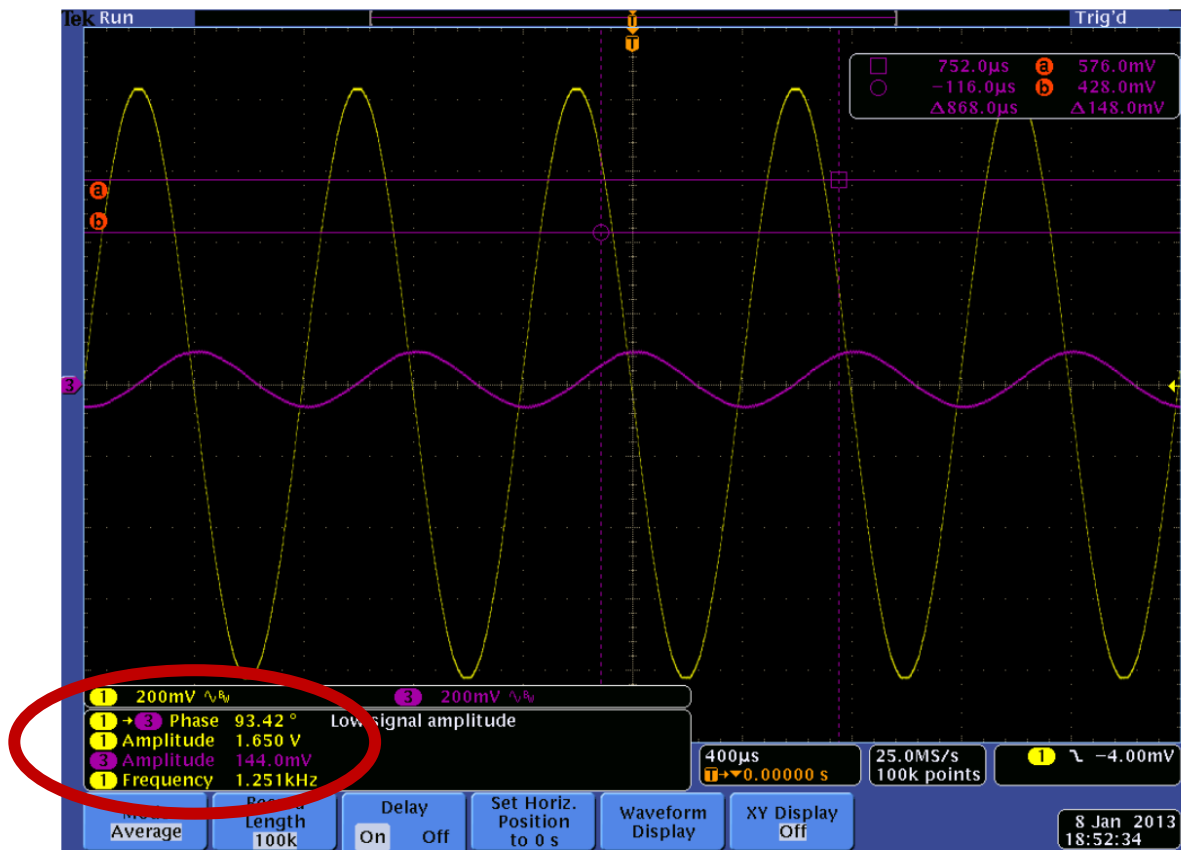 Tek Run Trig'd
T
T
752.0µs a 576.0mV
−116.0µs b 428.0mV
Δ868.0µs Δ148.0mV
a
b
3
1 200mV ∿BW 3 200mV ∿BW
1 → 3 Phase 93.42 ° Low signal amplitude
1 Amplitude 1.650 V
3 Amplitude 144.0mV
1 Frequency 1.251kHz
400µs 25.0MS/s 1 −4.00mV
T→▼0.00000 s 100k points
Average
Length
100k
Delay
On Off
Set Horiz.
Position
to 0 s
Waveform
Display
XY Display
Off
8 Jan 2013
18:52:34